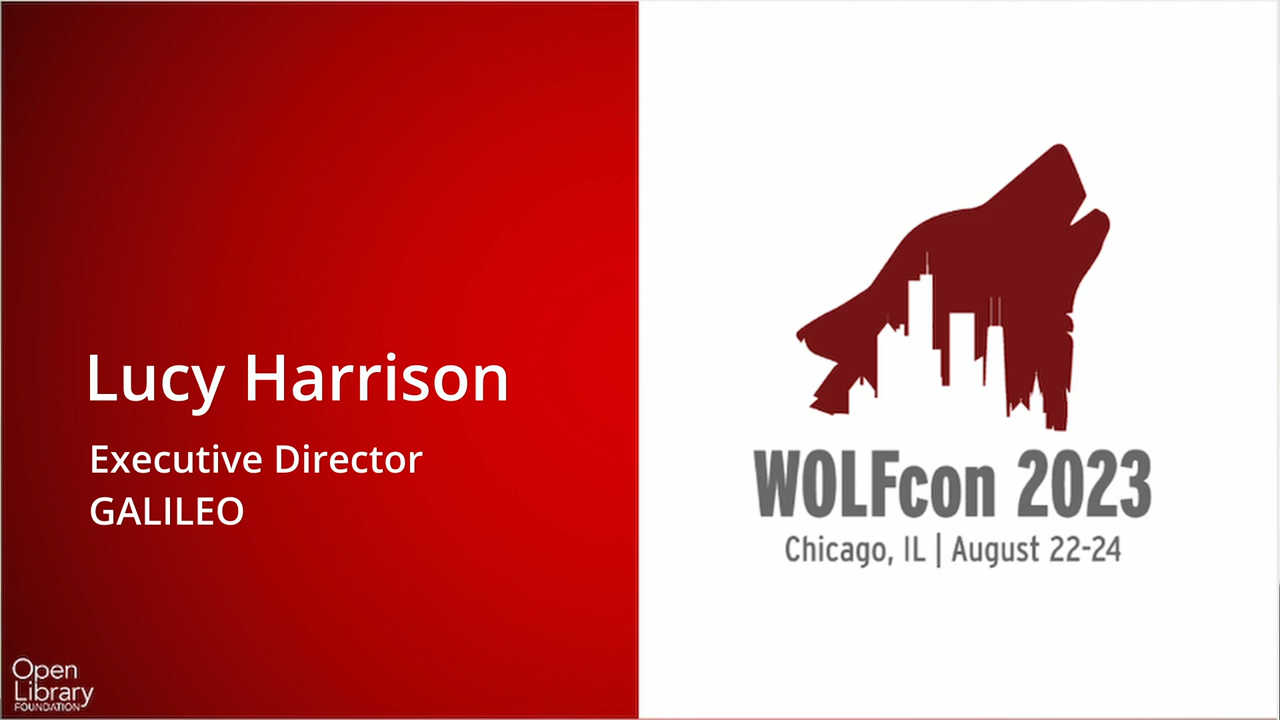 Lucy Harrison
Executive Director
GALILEO
Open
Library
FOUNDATION
WOLFcon 2023
Chicago, IL | August 22-24